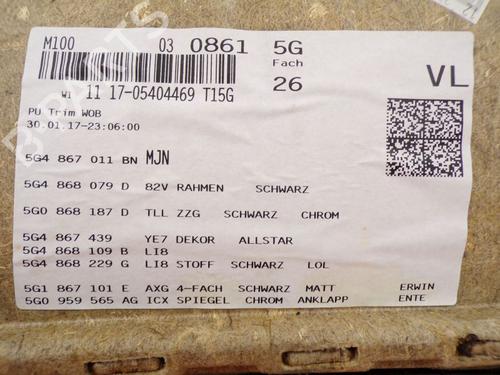 M100 03 0861 5G
Fach
26
VL
WI 11 17-05404469 T15G
PU Trim WOB
30.01.17-23:06:00
5G4 867 011 BN MJN
5G4 868 079 D 82V RAHMEN SCHWARZ
5G0 868 187 D TLL ZZG SCHWARZ CHROM
5G4 867 439 YE7 DEKOR ALLSTAR
5G4 868 109 B LI8
5G4 868 229 G LI8 STOFF SCHWARZ LOL
5G1 867 101 E AXG 4-FACH SCHWARZ MATT ERWIN
5G0 959 565 AG ICX SPIEGEL CHROM ANKLAPP ENTE